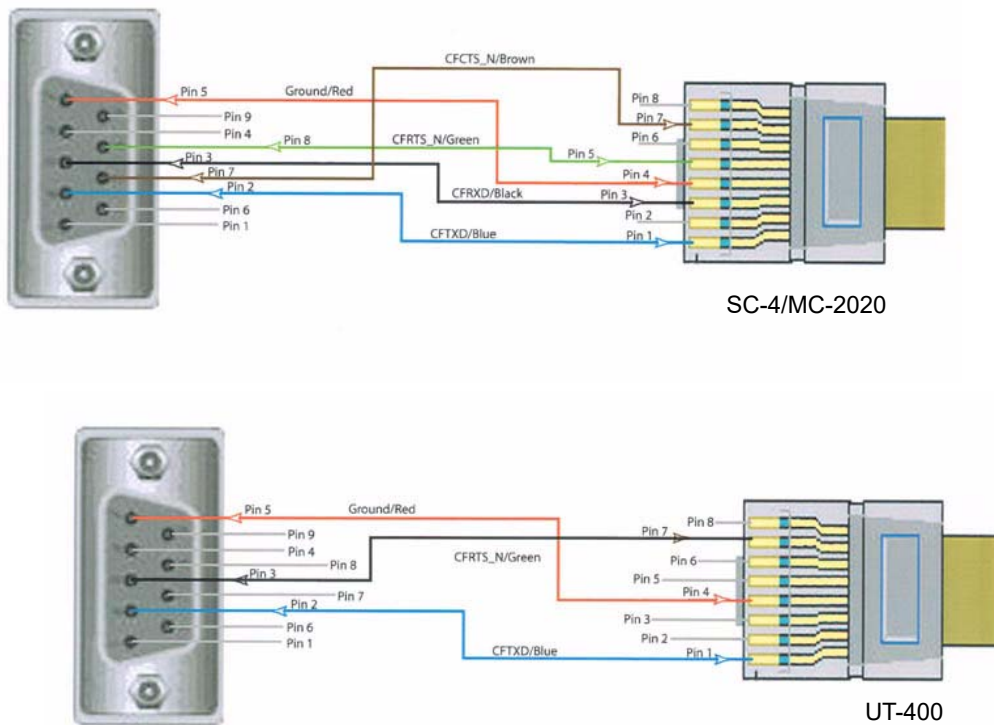 CFCTS_N/Brown
Pin 5
Ground/Red
Pin 8
Pin 9
Pin 7
Pin 4
Pin 6
Pin 8
CFRTS_N/Green
Pin 5
Pin 3
Pin 7
Pin 4
Pin 2
CFRXD/Black
Pin 3
Pin 6
Pin 2
Pin 1
CFTXD/Blue
Pin 1
SC-4/MC-2020
Pin 5
Ground/Red
Pin 8
Pin 9
Pin 7
Pin 4
CFRTS_N/Green
Pin 6
Pin 8
Pin 3
Pin 5
Pin 7
Pin 4
Pin 2
Pin 3
Pin 6
Pin 2
Pin 1
CFTXD/Blue
Pin 1
UT-400